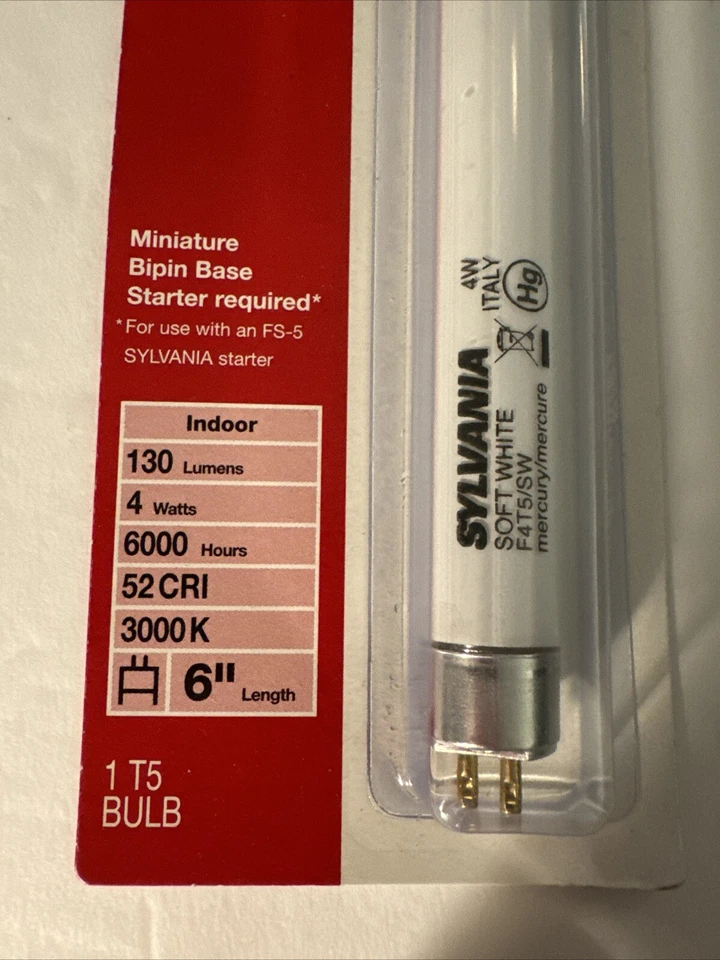 Miniature
Bipin Base
Starter required*
*For use with an FS-5
SYLVANIA starter
Indoor
130 Lumens
4 Watts
6000 Hours
52 CRI
3000 K
6" Length
1 T5
BULB
SYLVANIA
SOFT WHITE
F4T5/SW
mercury/mercure
4W
ITALY
Hg